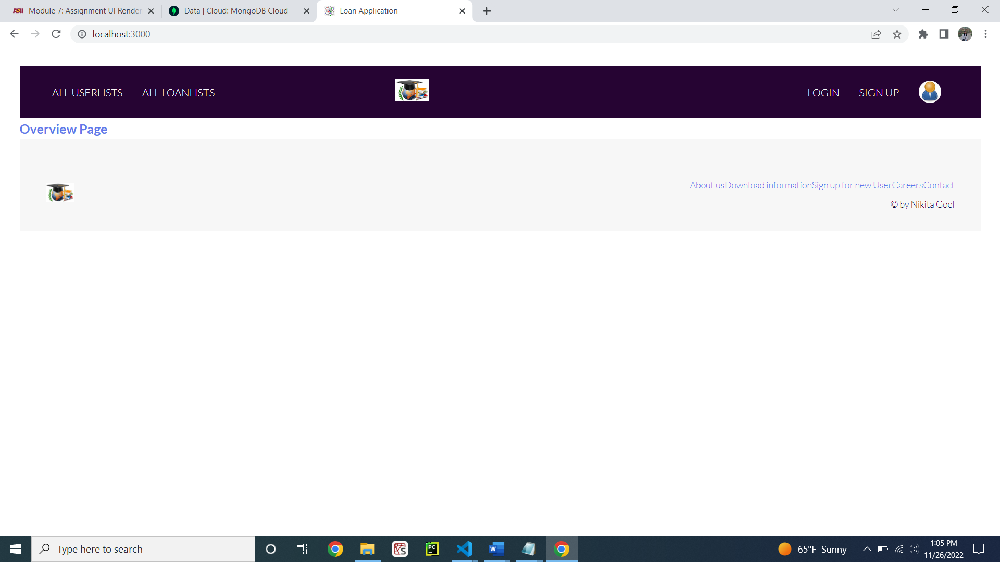 Module 7: Assignment UI Render
Data | Cloud: MongoDB Cloud
Loan Application
localhost:3000
ALL USERLISTS ALL LOANLISTS LOGIN SIGN UP
Overview Page
About usDownload informationSign up for new UserCareersContact
© by Nikita Goel
Type here to search
65°F Sunny
1:05 PM
11/26/2022